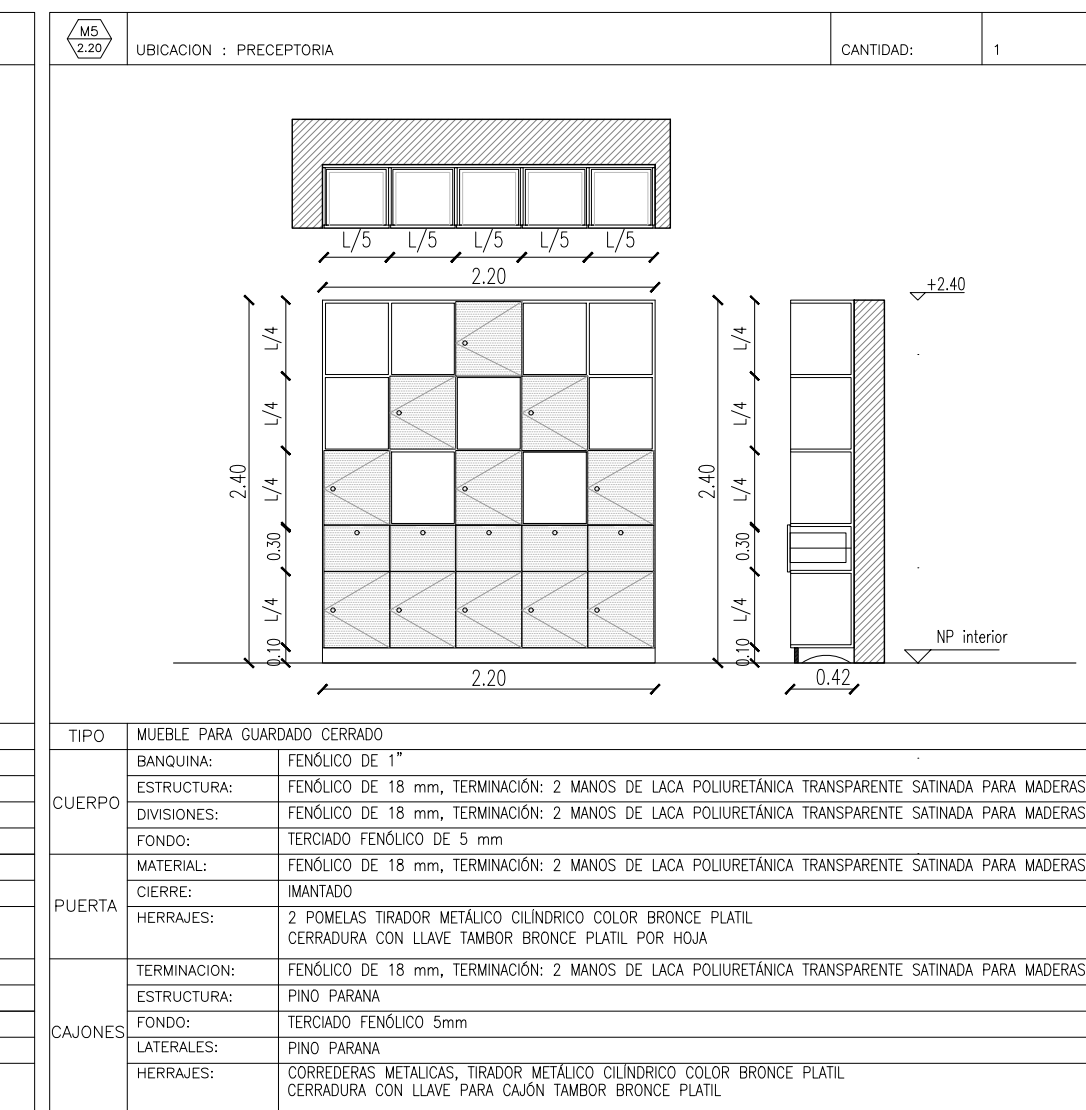 M5
2.20
UBICACION : PRECEPTORIA
CANTIDAD:
1
L/5 L/5 L/5 L/5 L/5
2.20
+2.40
L/4
L/4
L/4
0.30
L/4
0.10
2.40
L/4
L/4
L/4
0.30
L/4
0.10
2.40
NP interior
2.20
0.42
TIPO MUEBLE PARA GUARDADO CERRADO
CUERPO
BANQUINA: FENÓLICO DE 1”
ESTRUCTURA: FENÓLICO DE 18 mm, TERMINACIÓN: 2 MANOS DE LACA POLIURETÁNICA TRANSPARENTE SATINADA PARA MADERAS
DIVISIONES: FENÓLICO DE 18 mm, TERMINACIÓN: 2 MANOS DE LACA POLIURETÁNICA TRANSPARENTE SATINADA PARA MADERAS
FONDO: TERCIADO FENÓLICO DE 5 mm
PUERTA
MATERIAL: FENÓLICO DE 18 mm, TERMINACIÓN: 2 MANOS DE LACA POLIURETÁNICA TRANSPARENTE SATINADA PARA MADERAS
CIERRE: IMANTADO
HERRAJES: 2 POMELAS TIRADOR METÁLICO CILÍNDRICO COLOR BRONCE PLATIL
CERRADURA CON LLAVE TAMBOR BRONCE PLATIL POR HOJA
CAJONES
TERMINACION: FENÓLICO DE 18 mm, TERMINACIÓN: 2 MANOS DE LACA POLIURETÁNICA TRANSPARENTE SATINADA PARA MADERAS
ESTRUCTURA: PINO PARANA
FONDO: TERCIADO FENÓLICO 5mm
LATERALES: PINO PARANA
HERRAJES: CORREDERAS METALICAS, TIRADOR METÁLICO CILÍNDRICO COLOR BRONCE PLATIL
CERRADURA CON LLAVE PARA CAJÓN TAMBOR BRONCE PLATIL